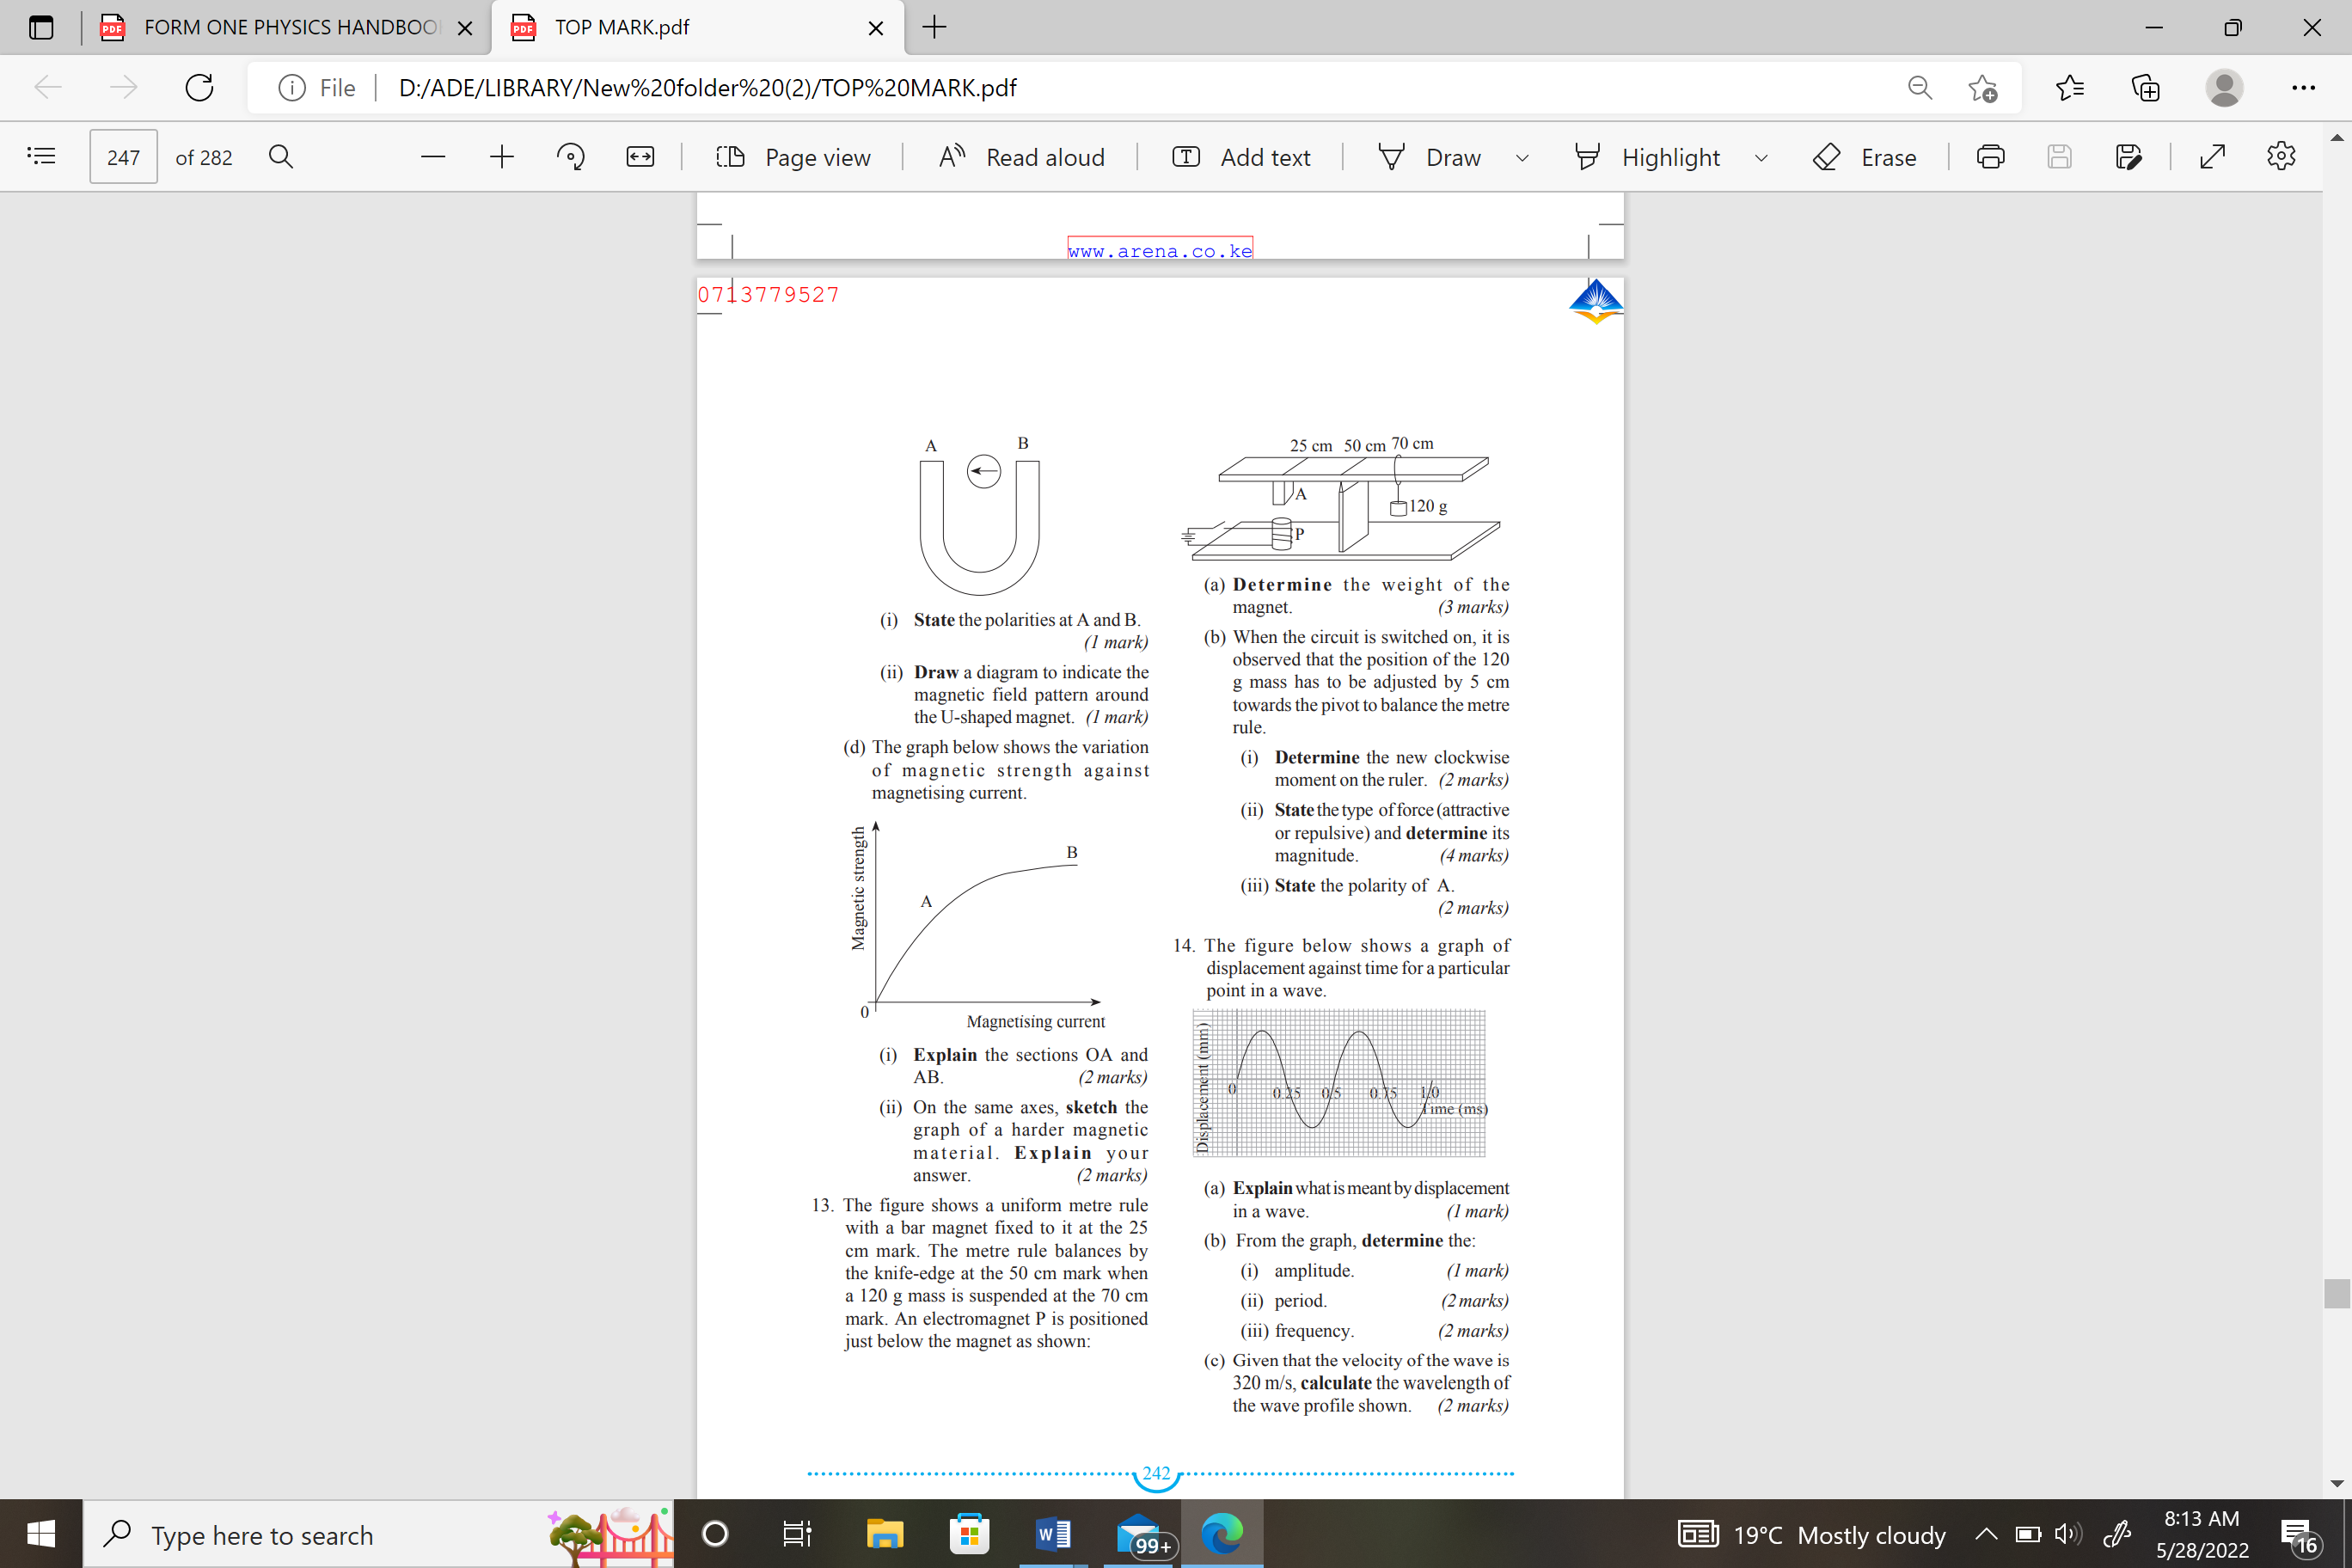 FORM ONE PHYSICS HANDBOO
TOP MARK.pdf
File
D:/ADE/LIBRARY/New%20folder%20(2)/TOP%20MARK.pdf
247 of 282
Page view
Read aloud
Add text
Draw
Highlight
Erase
www.arena.co.ke
0713779527
A B
(i) State the polarities at A and B.
(1 mark)
(ii) Draw a diagram to indicate the
magnetic field pattern around
the U-shaped magnet. (1 mark)
(d) The graph below shows the variation
of magnetic strength against
magnetising current.
Magnetic strength
A
B
0
Magnetising current
(i) Explain the sections OA and
AB. (2 marks)
(ii) On the same axes, sketch the
graph of a harder magnetic
material. Explain your
answer. (2 marks)
13. The figure shows a uniform metre rule
with a bar magnet fixed to it at the 25
cm mark. The metre rule balances by
the knife-edge at the 50 cm mark when
a 120 g mass is suspended at the 70 cm
mark. An electromagnet P is positioned
just below the magnet as shown:
25 cm 50 cm 70 cm
A
120 g
P
(a) Determine the weight of the
magnet. (3 marks)
(b) When the circuit is switched on, it is
observed that the position of the 120
g mass has to be adjusted by 5 cm
towards the pivot to balance the metre
rule.
(i) Determine the new clockwise
moment on the ruler. (2 marks)
(ii) State the type of force (attractive
or repulsive) and determine its
magnitude. (4 marks)
(iii) State the polarity of A.
(2 marks)
14. The figure below shows a graph of
displacement against time for a particular
point in a wave.
Displacement (mm)
0 0.25 0.5 0.75 1.0
Time (ms)
(a) Explain what is meant by displacement
in a wave. (1 mark)
(b) From the graph, determine the:
(i) amplitude. (1 mark)
(ii) period. (2 marks)
(iii) frequency. (2 marks)
(c) Given that the velocity of the wave is
320 m/s, calculate the wavelength of
the wave profile shown. (2 marks)
242
Type here to search
99+
19°C Mostly cloudy
8:13 AM
5/28/2022
16